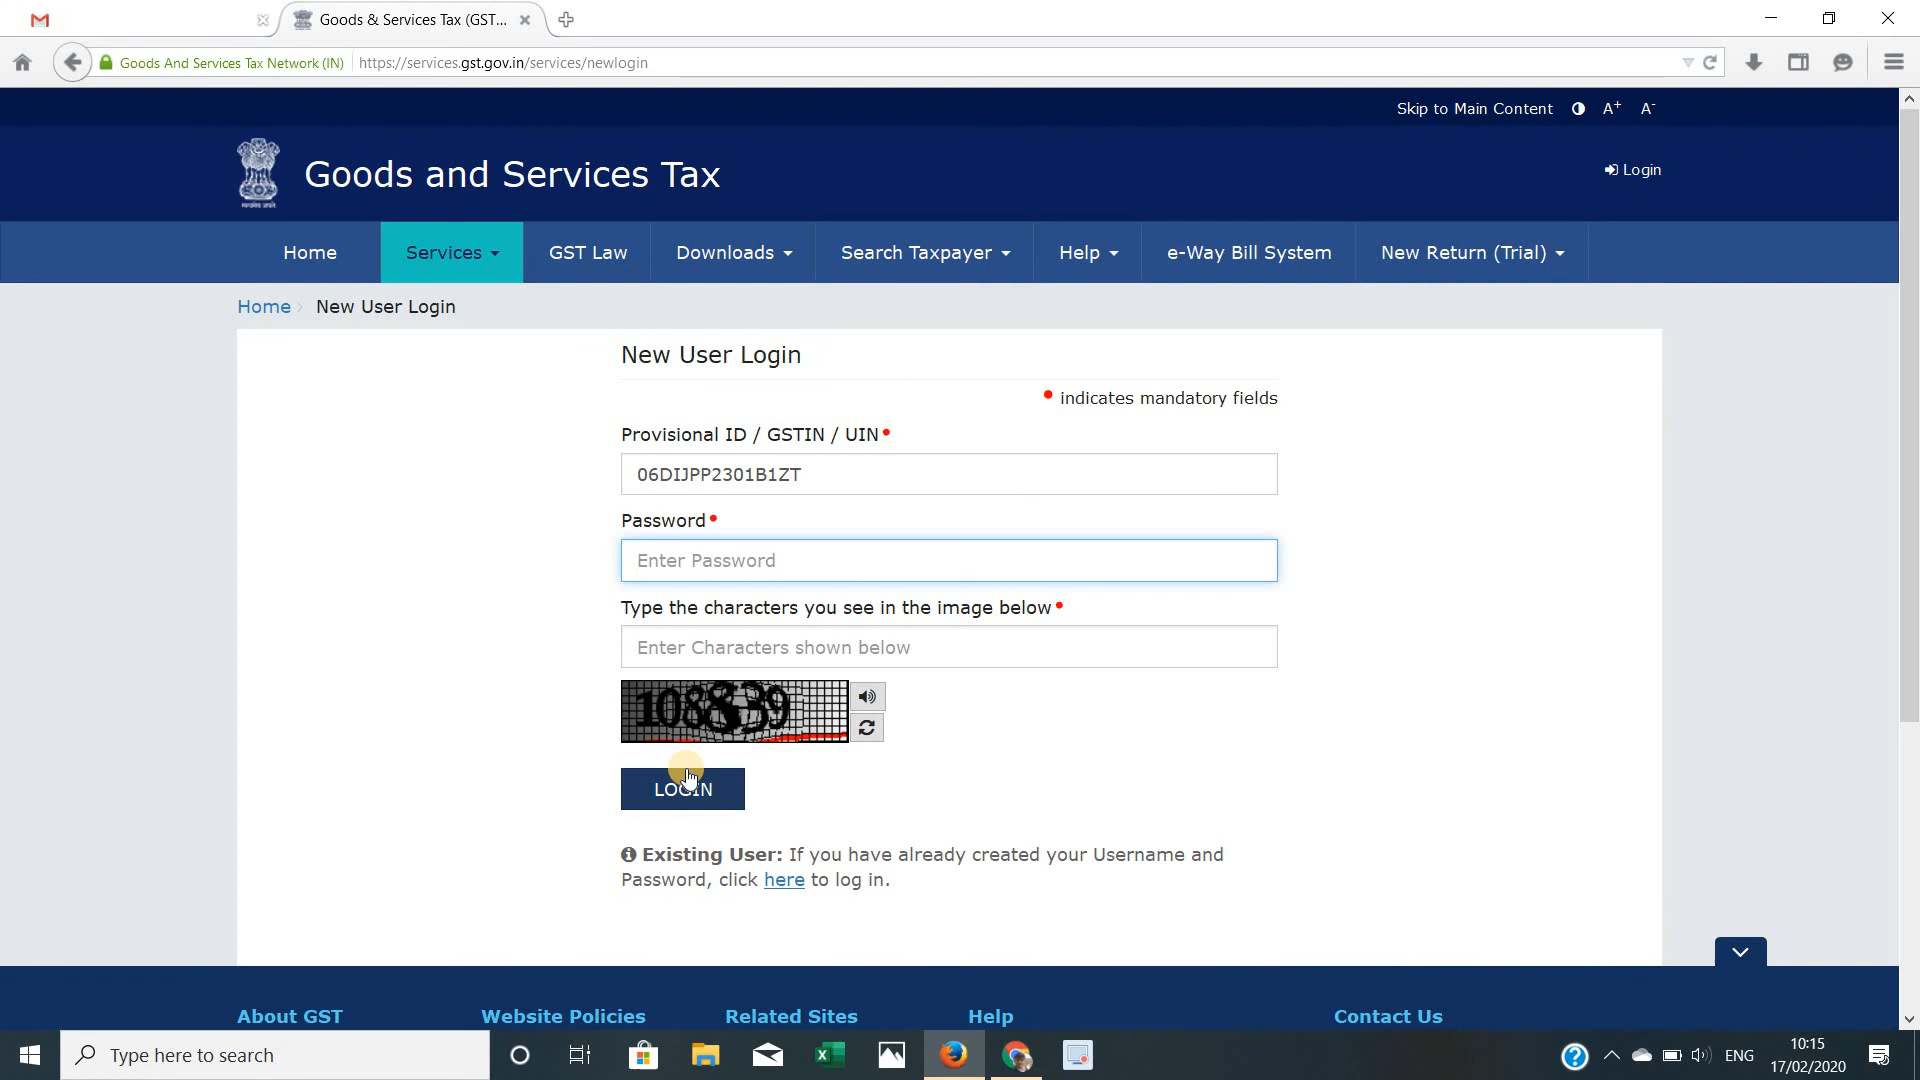 Goods & Services Tax (GST...
Goods And Services Tax Network (IN)
https://services.gst.gov.in/services/newlogin
Skip to Main Content
A+
A-
Goods and Services Tax
Login
Home
Services
GST Law
Downloads
Search Taxpayer
Help
e-Way Bill System
New Return (Trial)
Home
New User Login
New User Login
• indicates mandatory fields
Provisional ID / GSTIN / UIN•
06DIJPP2301B1ZT
Password•
Enter Password
Type the characters you see in the image below•
Enter Characters shown below
LOGIN
Existing User: If you have already created your Username and
Password, click here to log in.
About GST
Website Policies
Related Sites
Help
Contact Us
Type here to search
ENG
10:15
17/02/2020